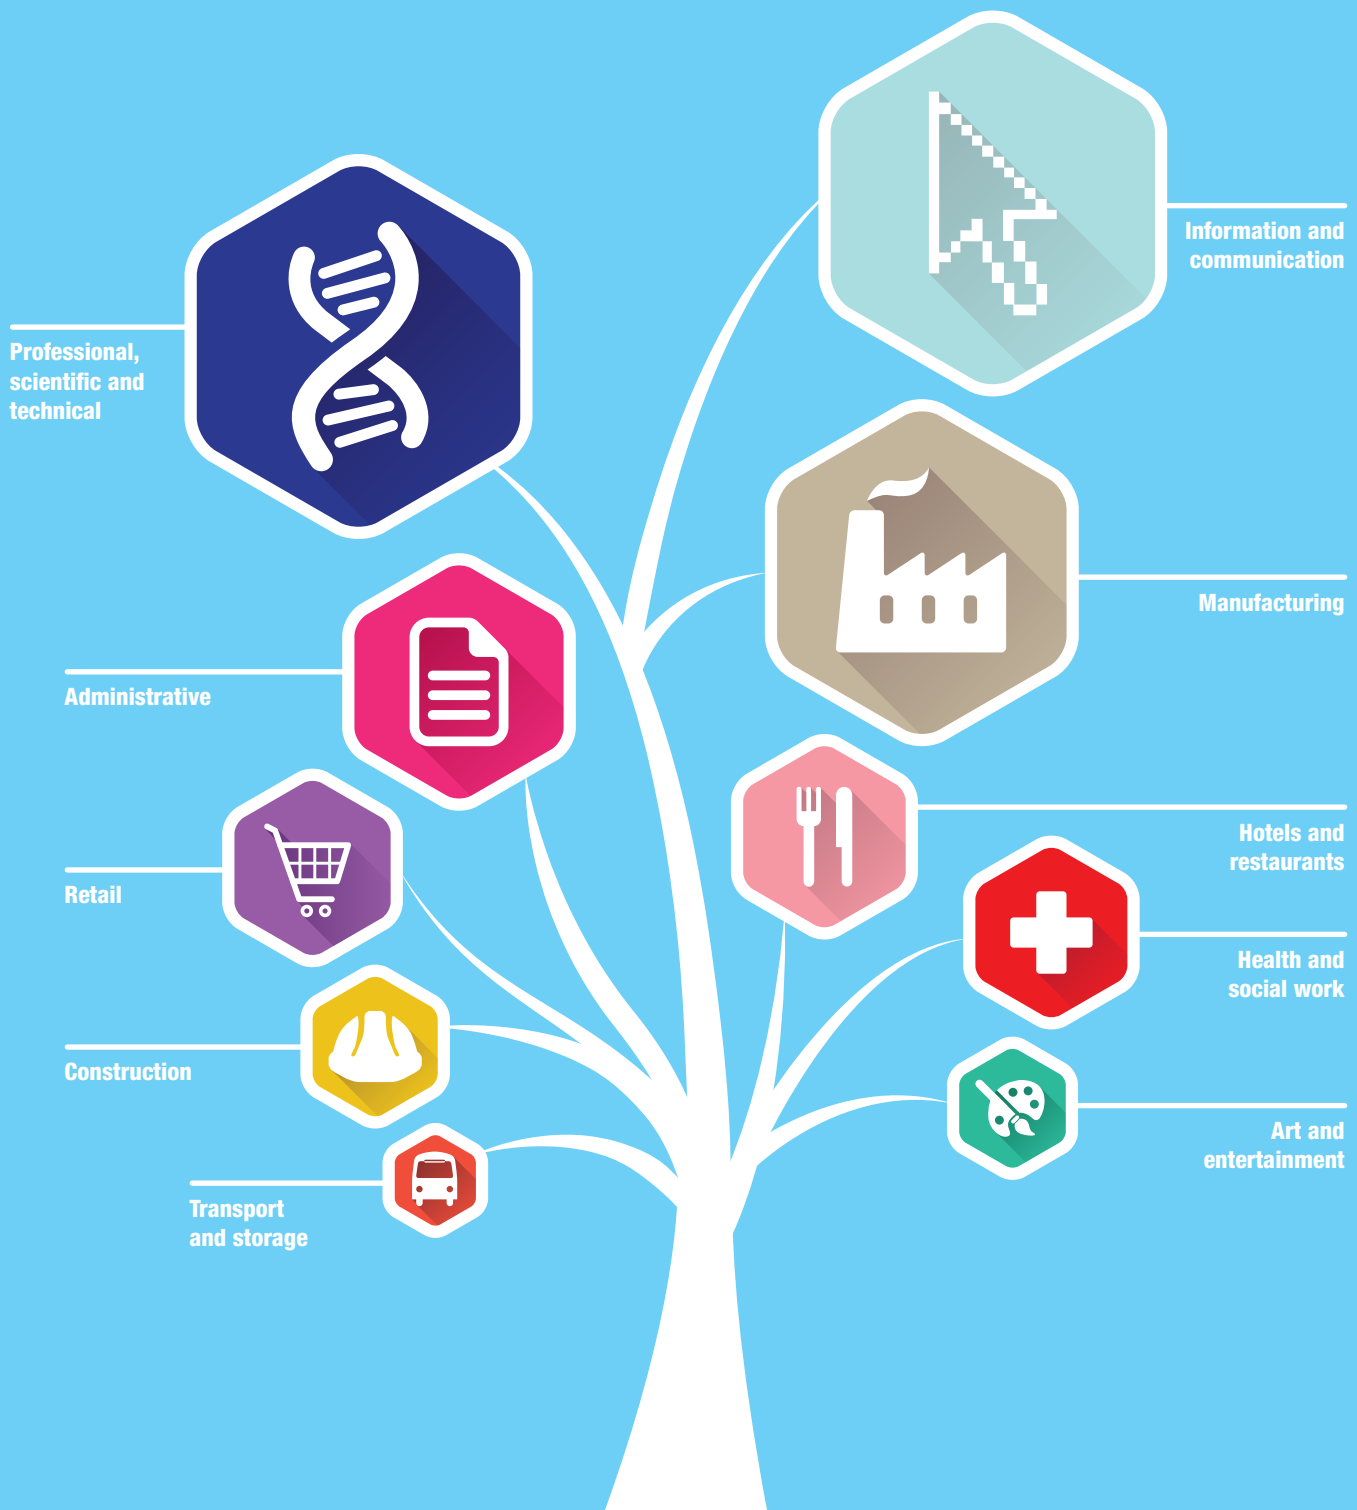 Information and
communication
Professional,
scientific and
technical
Manufacturing
Administrative
Hotels and
restaurants
Retail
Health and
social work
Construction
Art and
entertainment
Transport
and storage